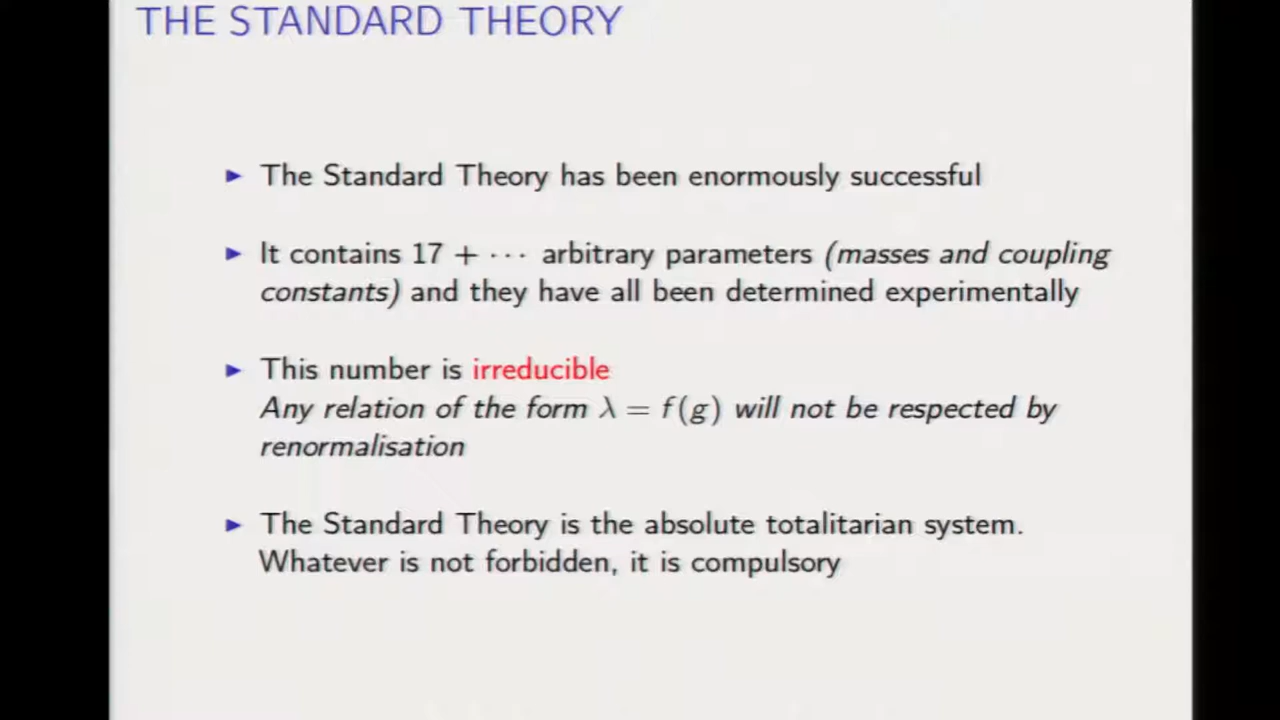 THE STANDARD THEORY
▶ The Standard Theory has been enormously successful
▶ It contains 17 + ··· arbitrary parameters (masses and coupling
constants) and they have all been determined experimentally
▶ This number is irreducible
Any relation of the form λ = f(g) will not be respected by
renormalisation
▶ The Standard Theory is the absolute totalitarian system.
Whatever is not forbidden, it is compulsory